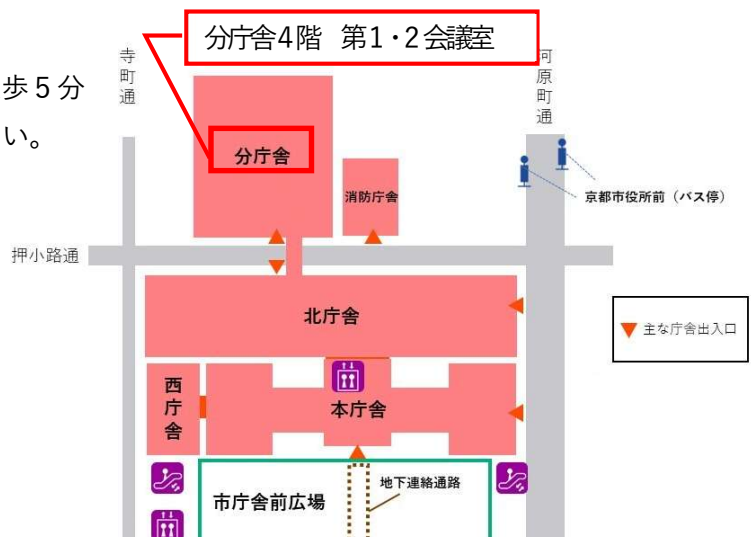 分庁舎4階 第1・2会議室
歩5分
い。
寺町通
河原町通
分庁舎
消防庁舎
京都市役所前（バス停）
押小路通
北庁舎
主な庁舎出入口
西庁舎
本庁舎
地下連絡通路
市庁舎前広場